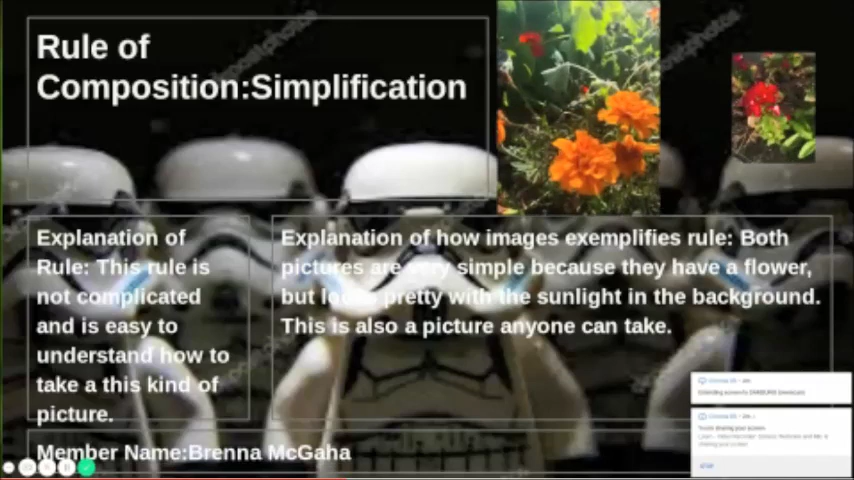 Rule of
Composition:Simplification
Explanation of
Rule: This rule is
not complicated
and is easy to
understand how to
take a this kind of
picture.
Explanation of how images exemplifies rule: Both
pictures are very simple because they have a flower,
but looks pretty with the sunlight in the background.
This is also a picture anyone can take.
Member Name:Brenna McGaha